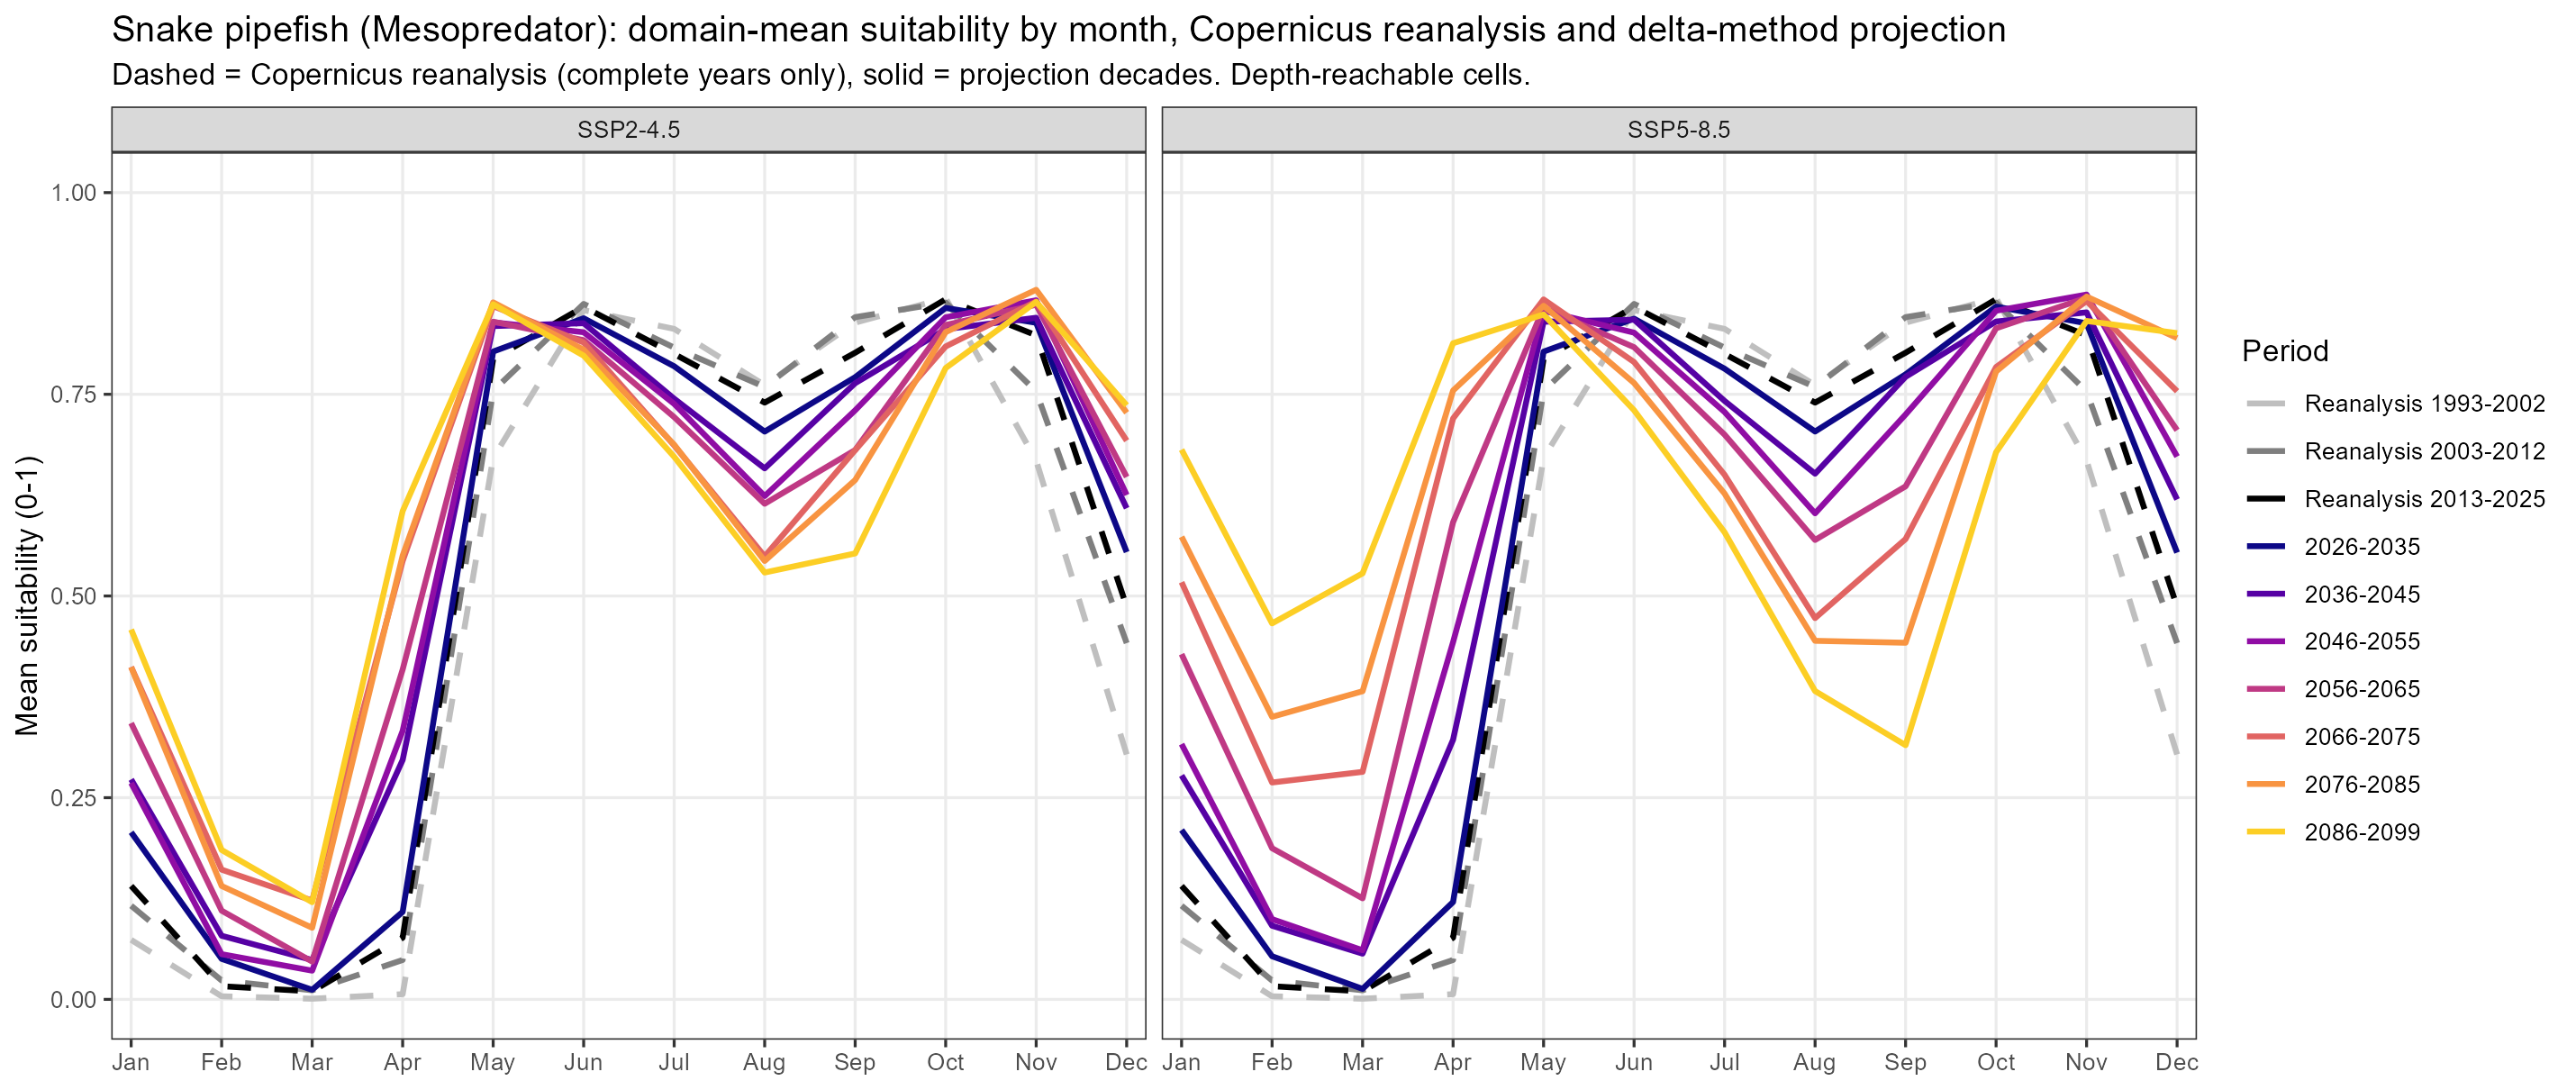 Snake pipefish (Mesopredator): domain-mean suitability by month, Copernicus reanalysis and delta-method projection
Dashed = Copernicus reanalysis (complete years only), solid = projection decades. Depth-reachable cells.
SSP2-4.5
SSP5-8.5
Mean suitability (0-1)
1.00
0.75
0.50
0.25
0.00
Jan Feb Mar Apr May Jun Jul Aug Sep Oct Nov Dec
Jan Feb Mar Apr May Jun Jul Aug Sep Oct Nov Dec
Period
Reanalysis 1993-2002
Reanalysis 2003-2012
Reanalysis 2013-2025
2026-2035
2036-2045
2046-2055
2056-2065
2066-2075
2076-2085
2086-2099